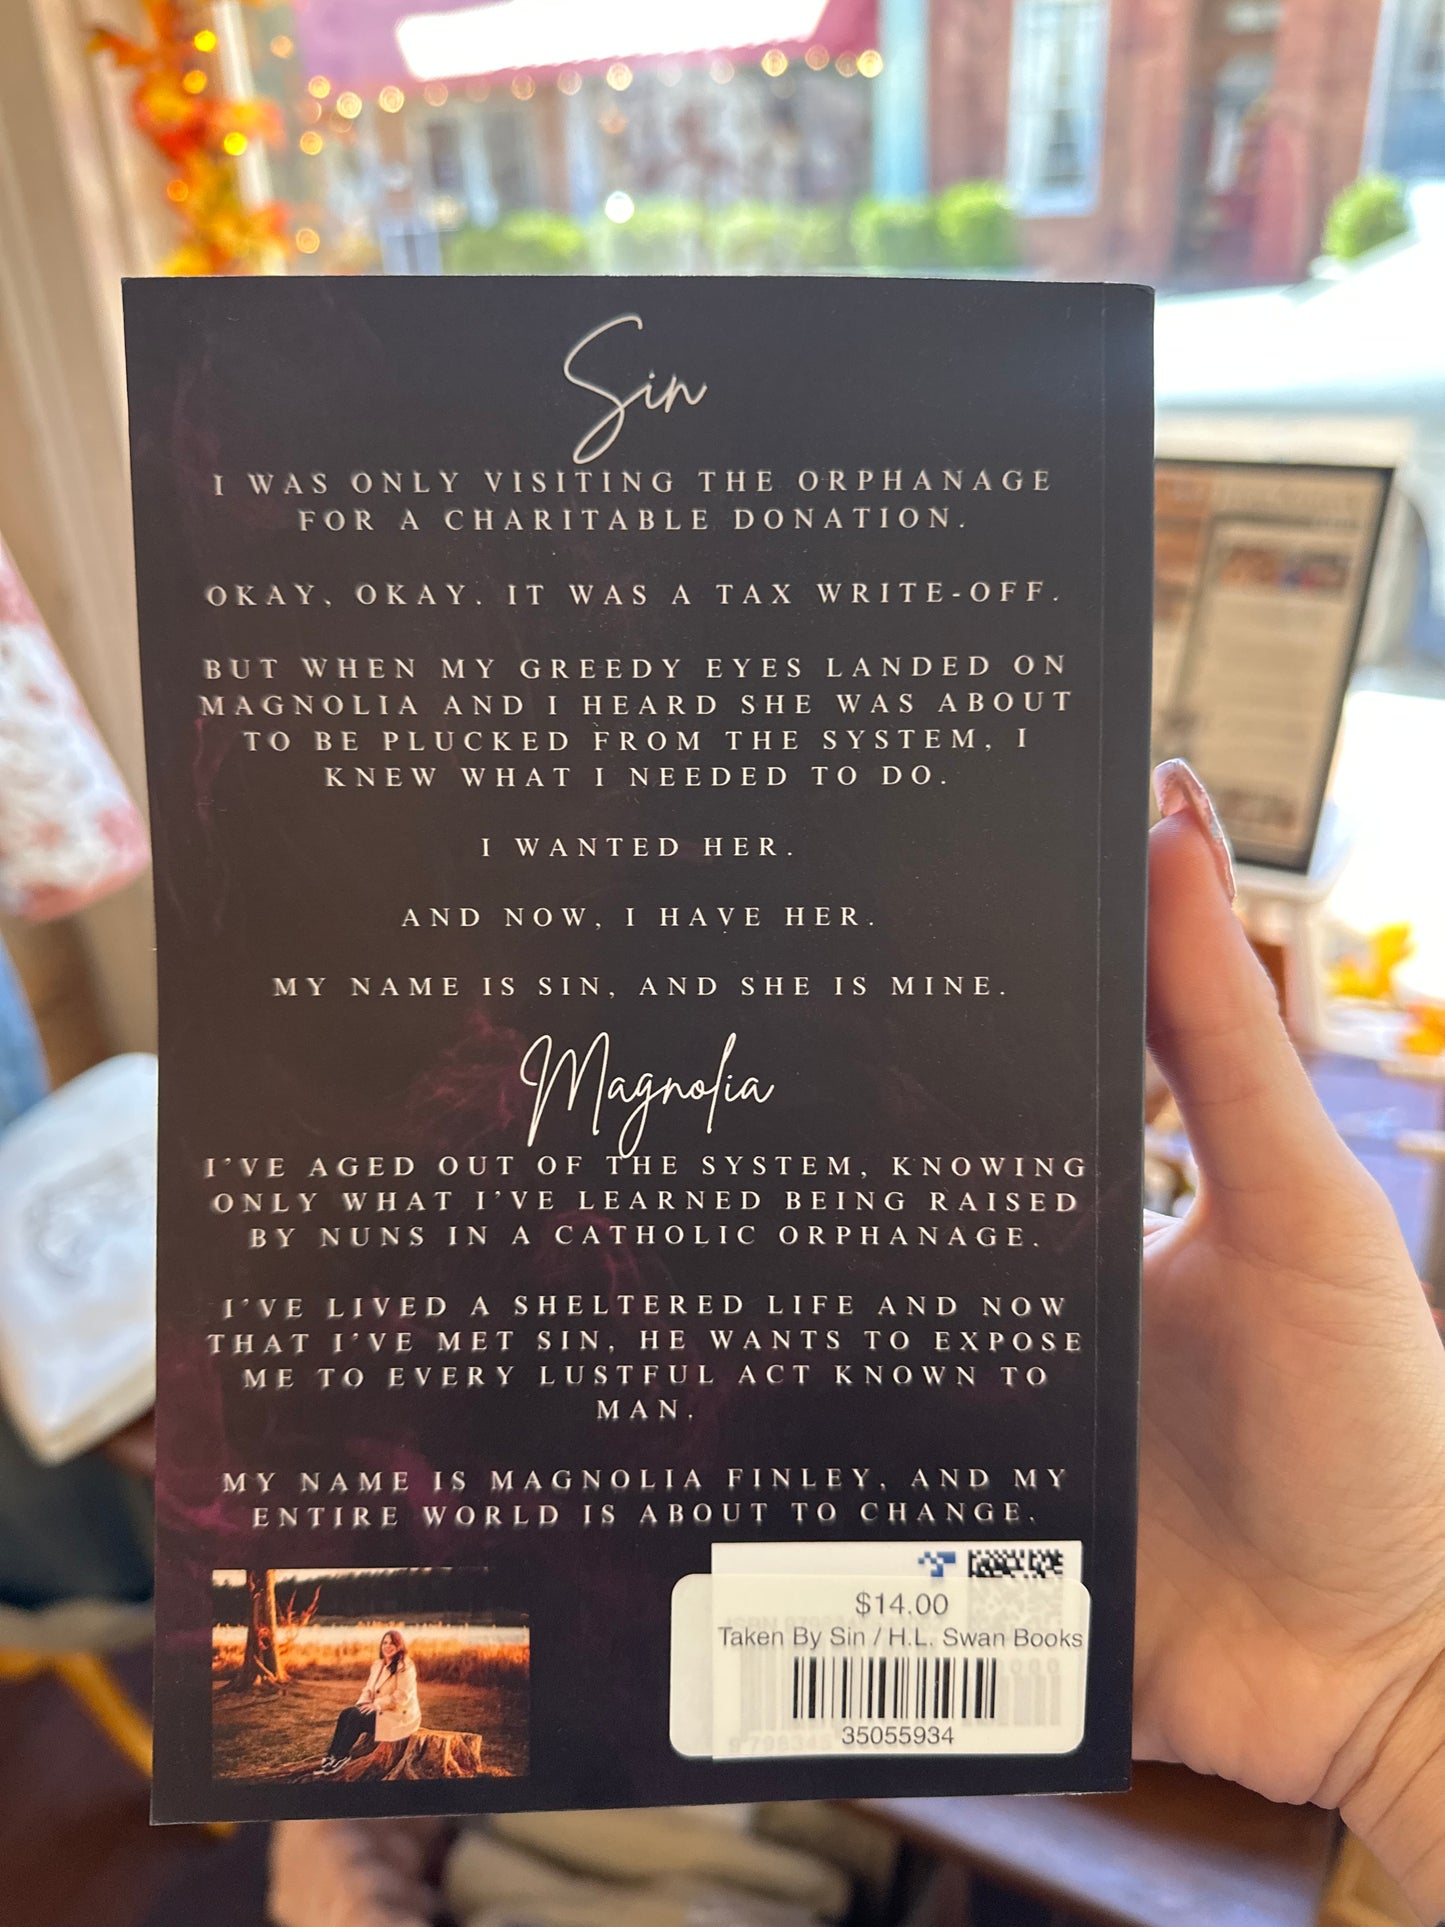 Sin
I WAS ONLY VISITING THE ORPHANAGE
FOR A CHARITABLE DONATION.
OKAY, OKAY. IT WAS A TAX WRITE-OFF.
BUT WHEN MY GREEDY EYES LANDED ON
MAGNOLIA AND I HEARD SHE WAS ABOUT
TO BE PLUCKED FROM THE SYSTEM, I
KNEW WHAT I NEEDED TO DO.
I WANTED HER.
AND NOW, I HAVE HER.
MY NAME IS SIN, AND SHE IS MINE.
Magnolia
I'VE AGED OUT OF THE SYSTEM, KNOWING
ONLY WHAT I'VE LEARNED BEING RAISED
BY NUNS IN A CATHOLIC ORPHANAGE.
I'VE LIVED A SHELTERED LIFE AND NOW
THAT I'VE MET SIN, HE WANTS TO EXPOSE
ME TO EVERY LUSTFUL ACT KNOWN TO
MAN.
MY NAME IS MAGNOLIA FINLEY, AND MY
ENTIRE WORLD IS ABOUT TO CHANGE.
$14.00
Taken By Sin / H.L. Swan Books
35055934